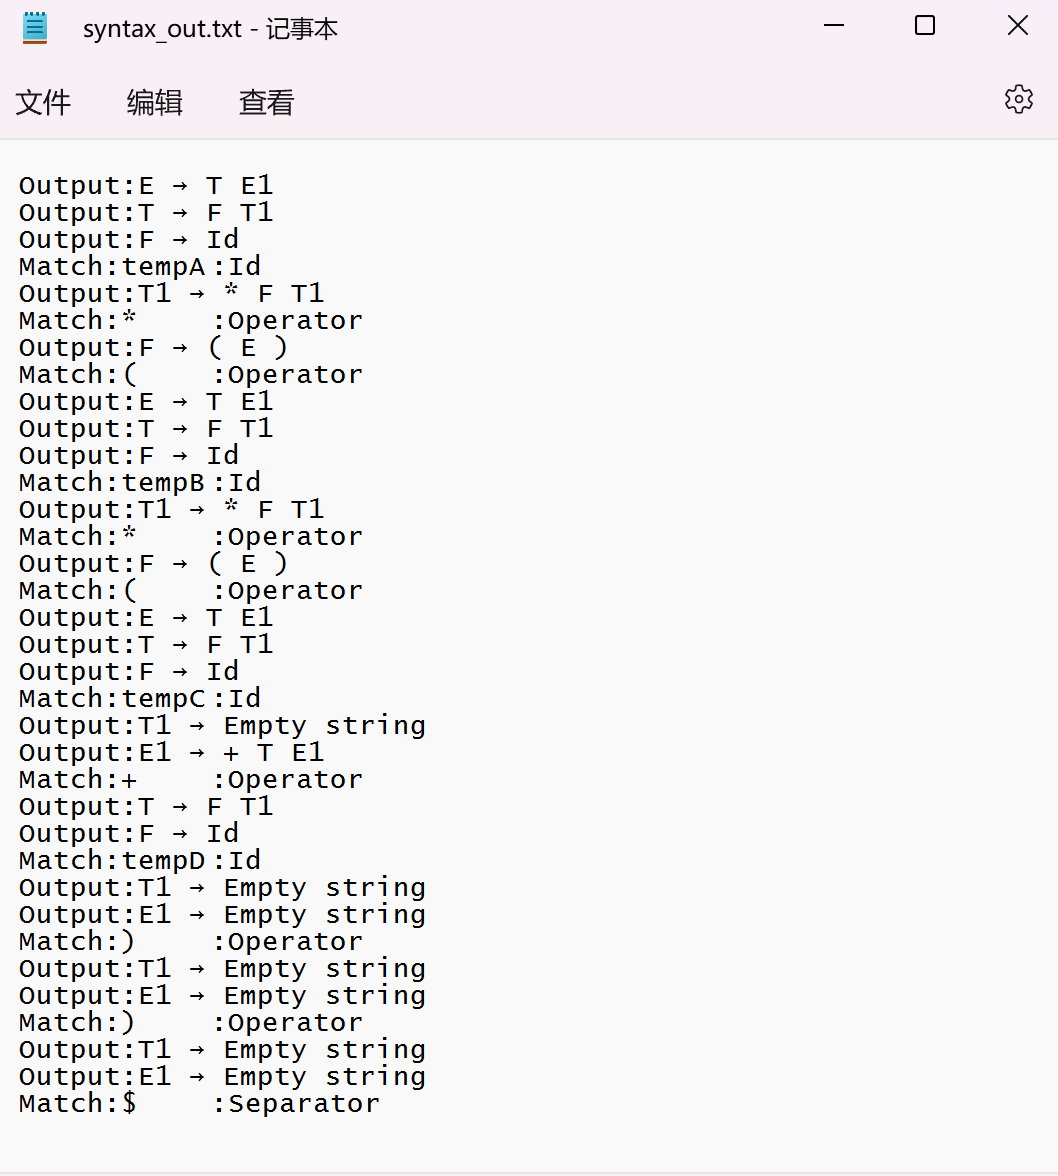 syntax_out.txt - 记事本
文件 编辑 查看
Output:E → T E1
Output:T → F T1
Output:F → Id
Match:tempA:Id
Output:T1 → * F T1
Match:*    :Operator
Output:F → ( E )
Match:(    :Operator
Output:E → T E1
Output:T → F T1
Output:F → Id
Match:tempB:Id
Output:T1 → * F T1
Match:*    :Operator
Output:F → ( E )
Match:(    :Operator
Output:E → T E1
Output:T → F T1
Output:F → Id
Match:tempC:Id
Output:T1 → Empty string
Output:E1 → + T E1
Match:+    :Operator
Output:T → F T1
Output:F → Id
Match:tempD:Id
Output:T1 → Empty string
Output:E1 → Empty string
Match:)    :Operator
Output:T1 → Empty string
Output:E1 → Empty string
Match:)    :Operator
Output:T1 → Empty string
Output:E1 → Empty string
Match:$    :Separator